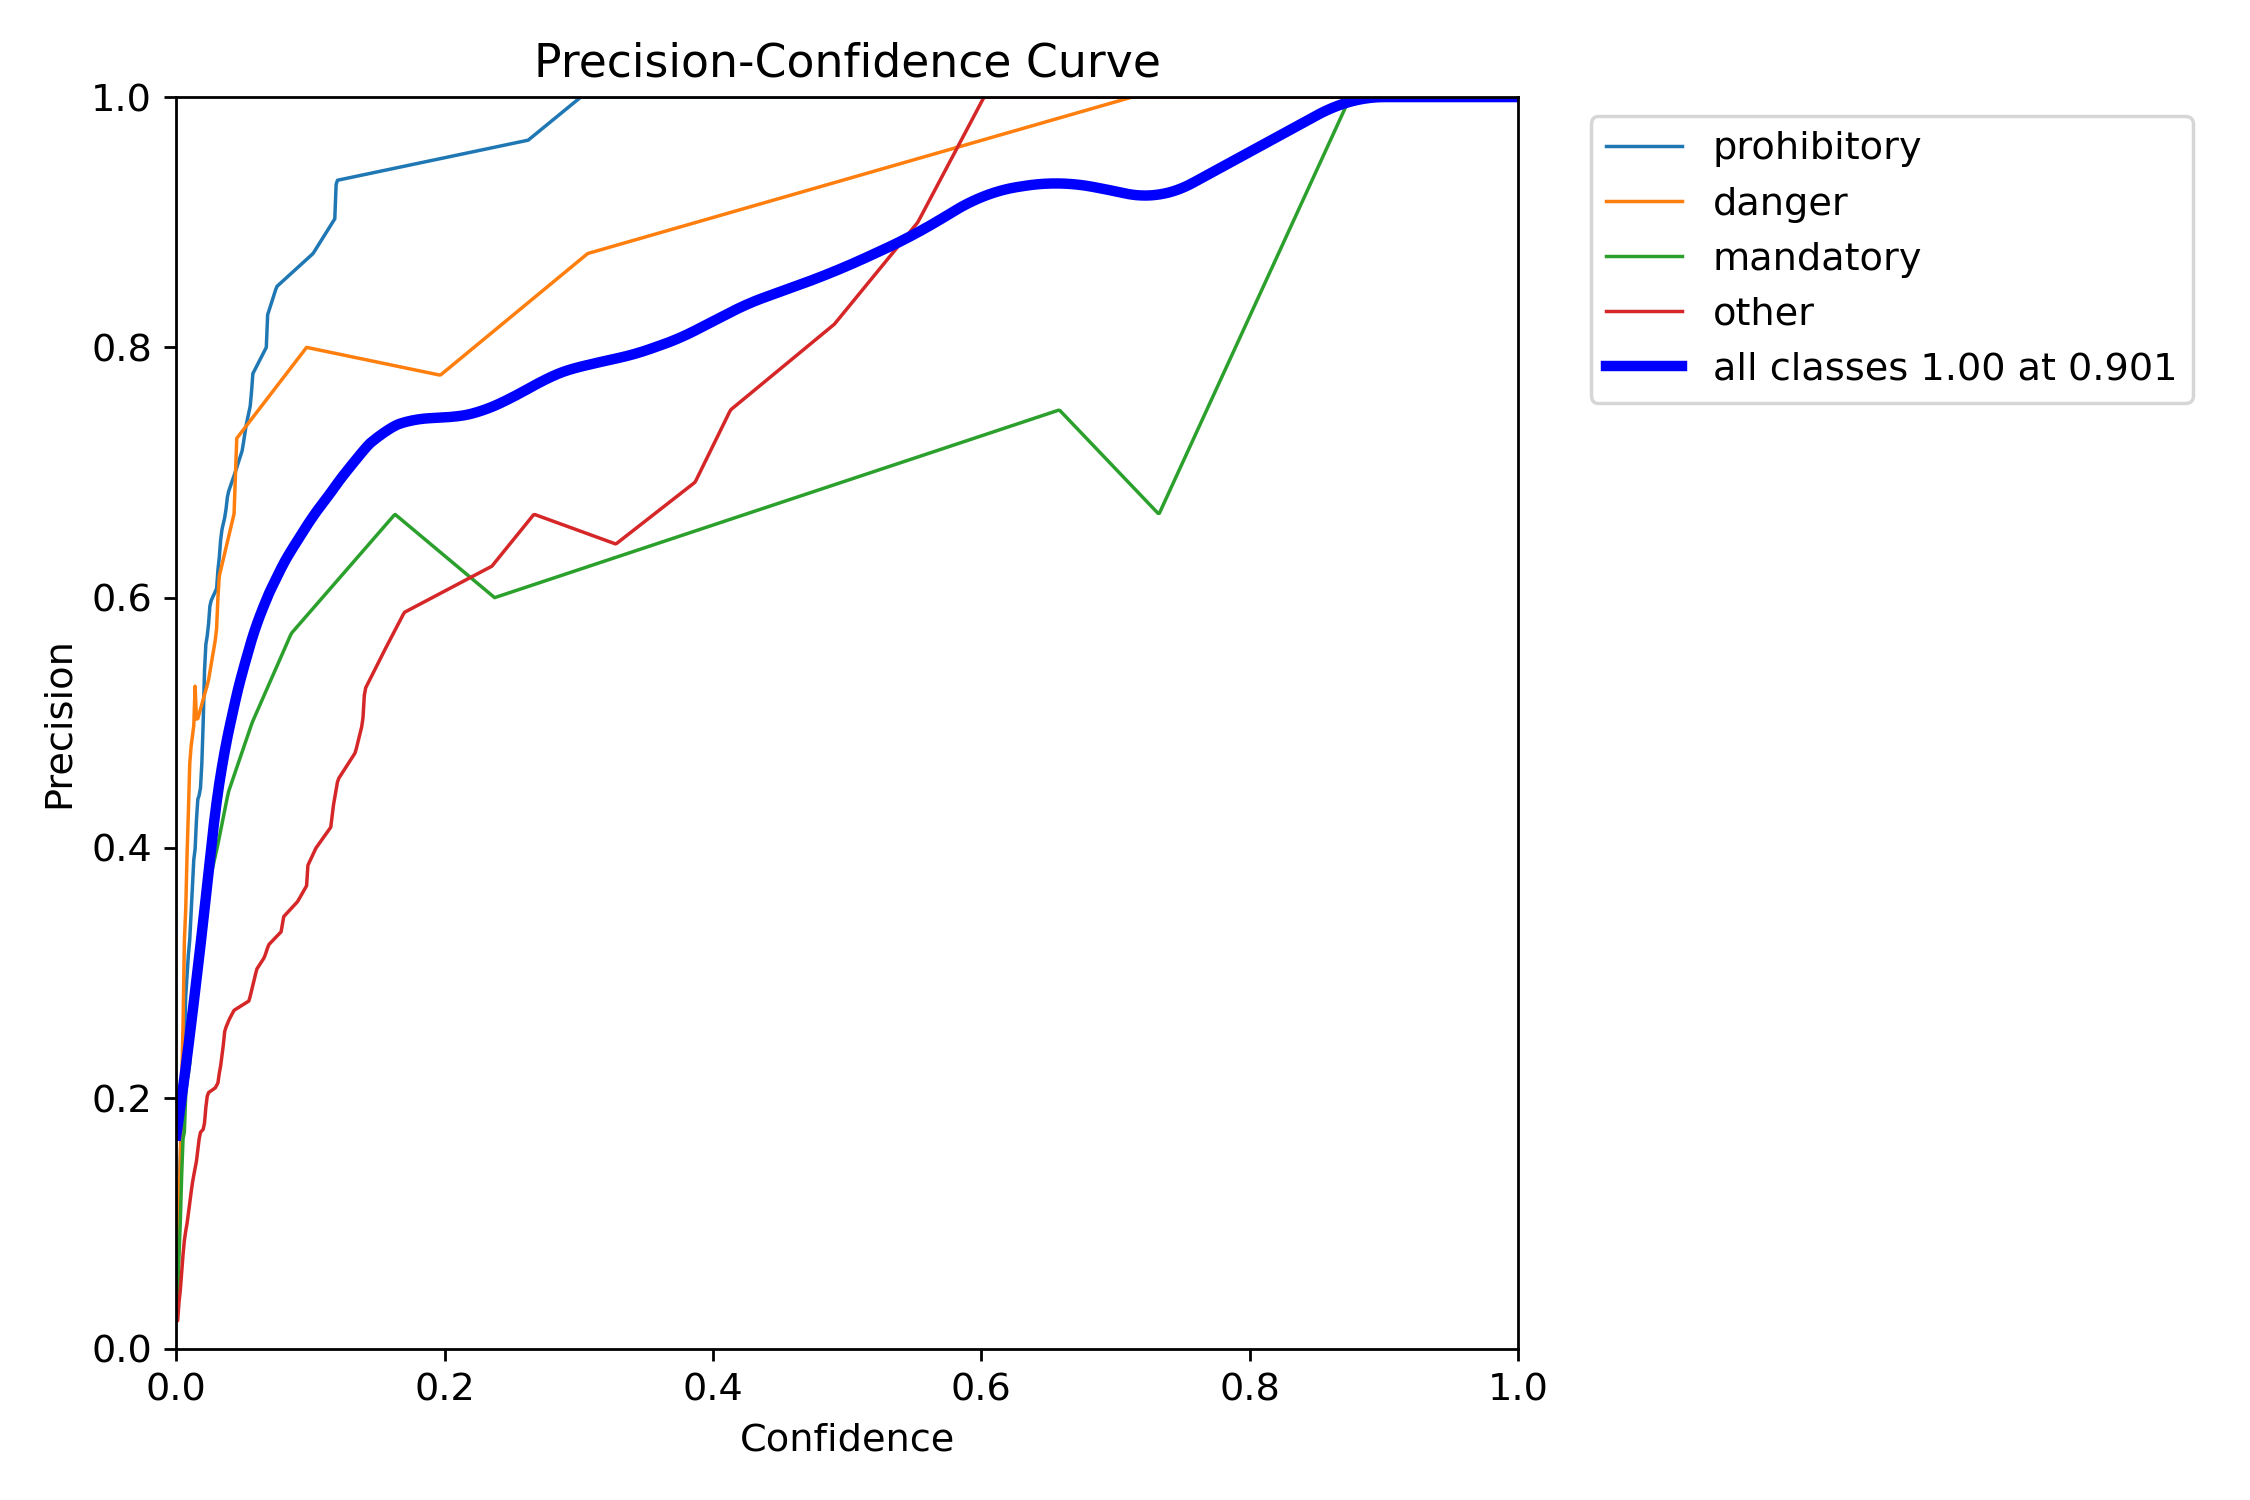 Precision-Confidence Curve
1.0
0.8
0.6
0.4
0.2
0.0
Precision
0.0 0.2 0.4 0.6 0.8 1.0
Confidence
prohibitory
danger
mandatory
other
all classes 1.00 at 0.901